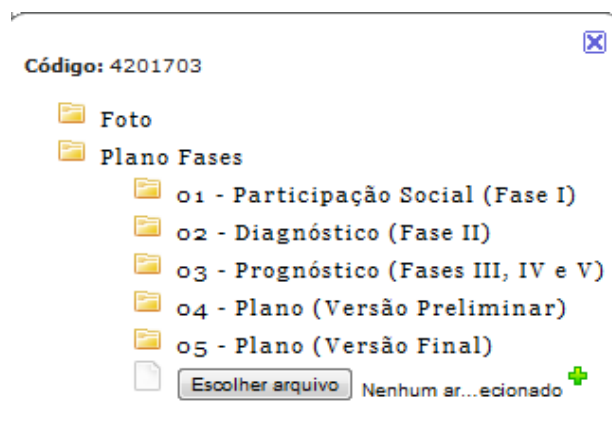 Código: 4201703
Foto
Plano Fases
01 - Participação Social (Fase I)
02 - Diagnóstico (Fase II)
03 - Prognóstico (Fases III, IV e V)
04 - Plano (Versão Preliminar)
05 - Plano (Versão Final)
Escolher arquivo Nenhum ar...ecionado